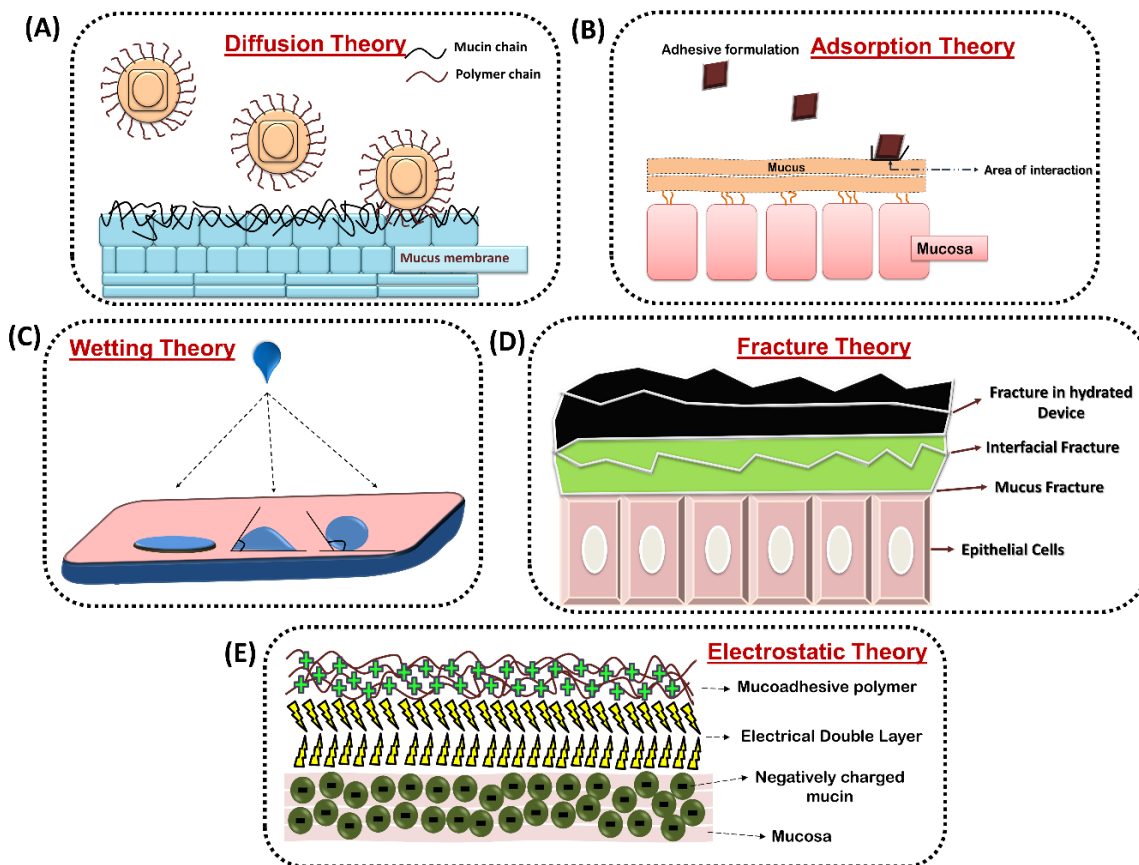 (A)
Diffusion Theory
Mucin chain
Polymer chain
Mucus membrane
(B)
Adsorption Theory
Adhesive formulation
Mucus
Area of interaction
Mucosa
(C)
Wetting Theory
(D)
Fracture Theory
Fracture in hydrated
Device
Interfacial Fracture
Mucus Fracture
Epithelial Cells
(E)
Electrostatic Theory
Mucoadhesive polymer
Electrical Double Layer
Negatively charged
mucin
Mucosa